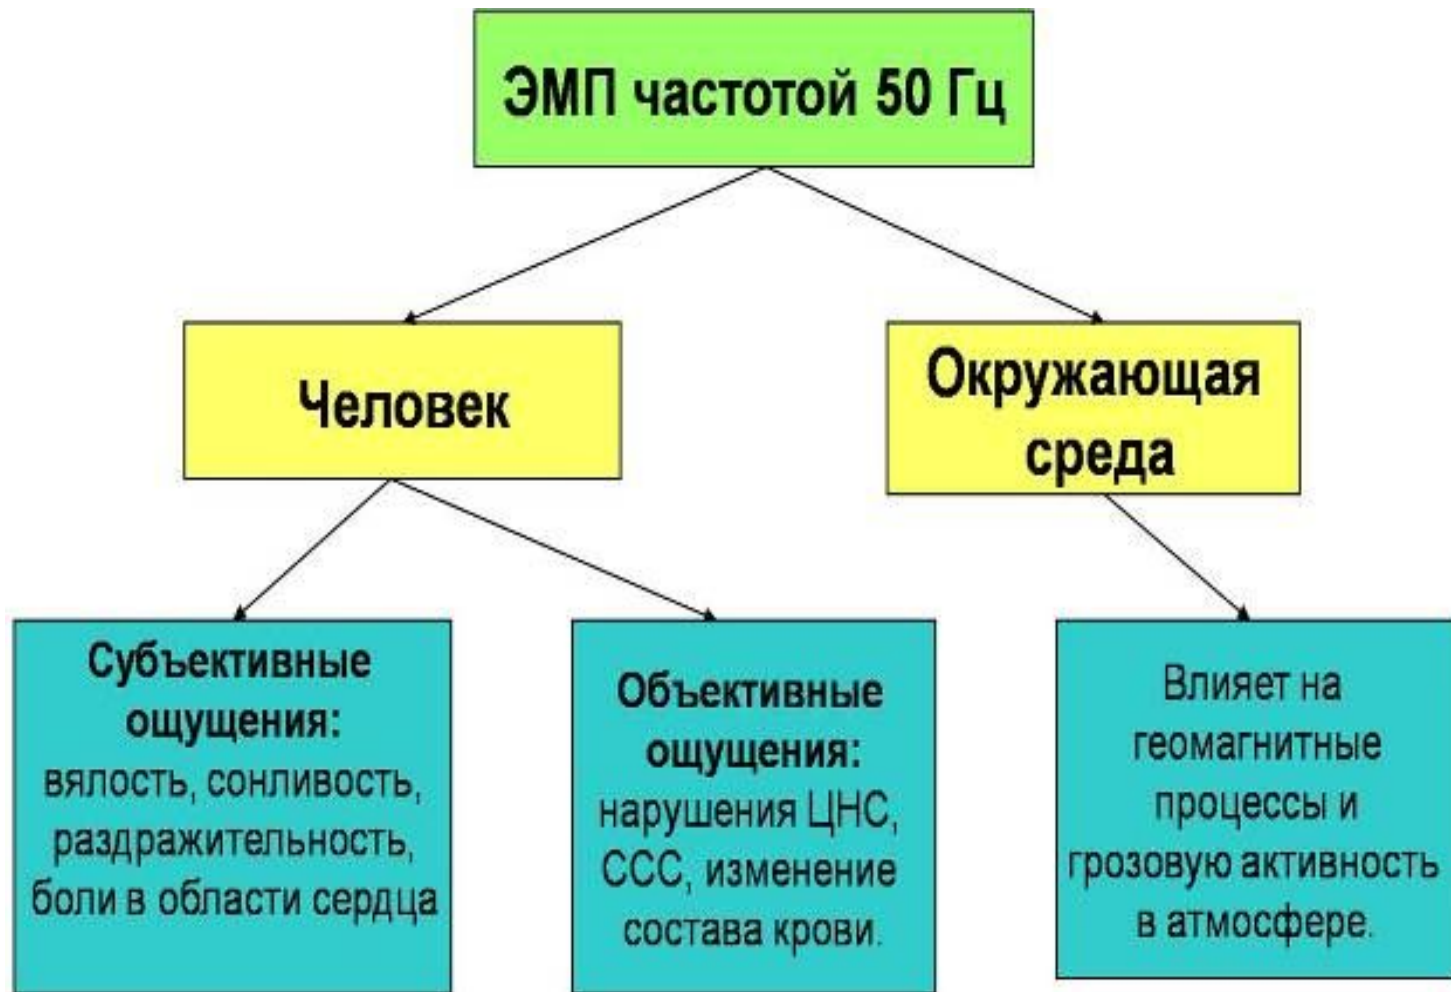 ЭМП частотой 50 Гц
Человек
Окружающая
среда
Субъективные
ощущения:
вялость, сонливость,
раздражительность,
боли в области сердца
Объективные
ощущения:
нарушения ЦНС,
ССС, изменение
состава крови.
Влияет на
геомагнитные
процессы и
грозовую активность
в атмосфере.